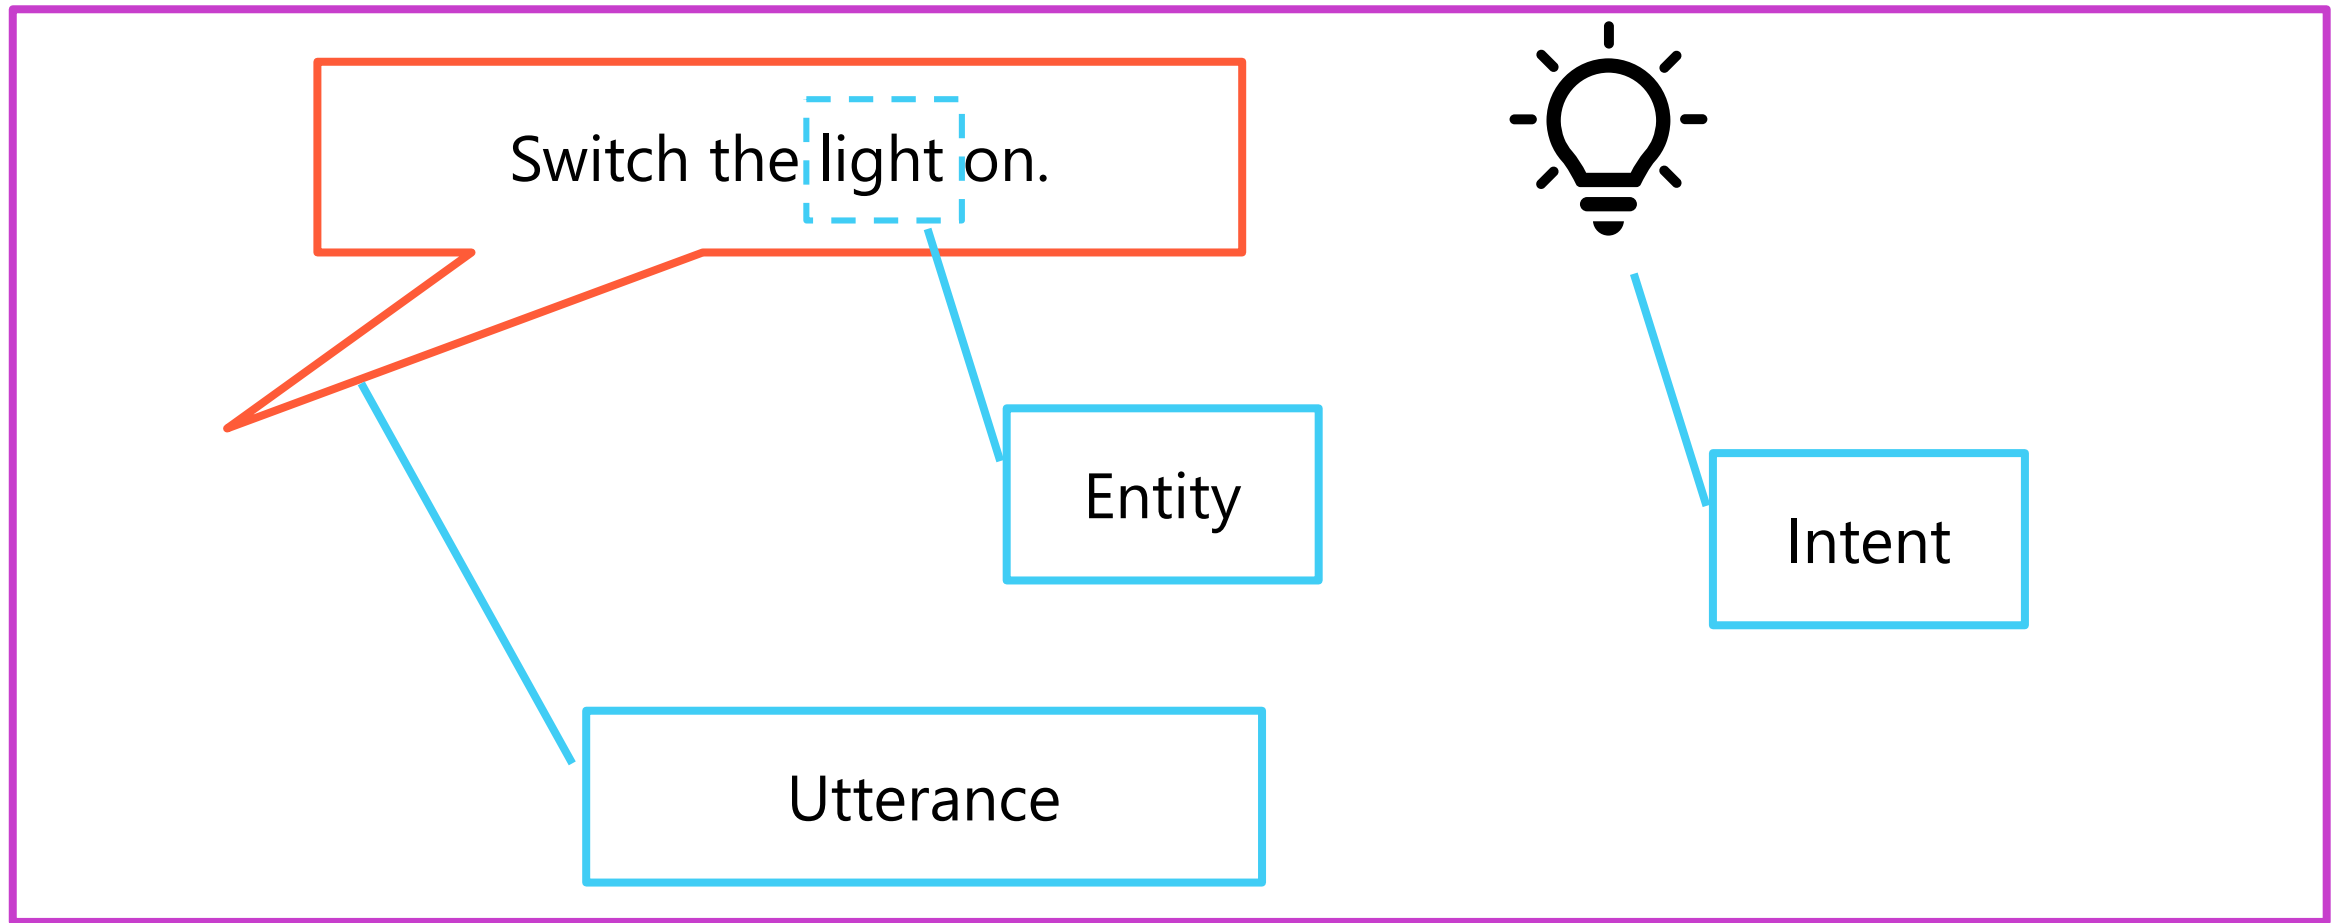 Switch the light on.
Entity
Intent
Utterance